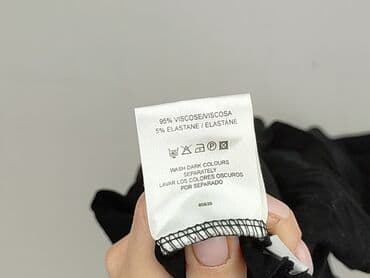 95% VISCOSE/VISCOSA
5% ELASTANE / ELASTANE
WASH DARK COLOURS
SEPARATELY
LAVAR LOS COLORES OSCUROS
POR SEPARADO